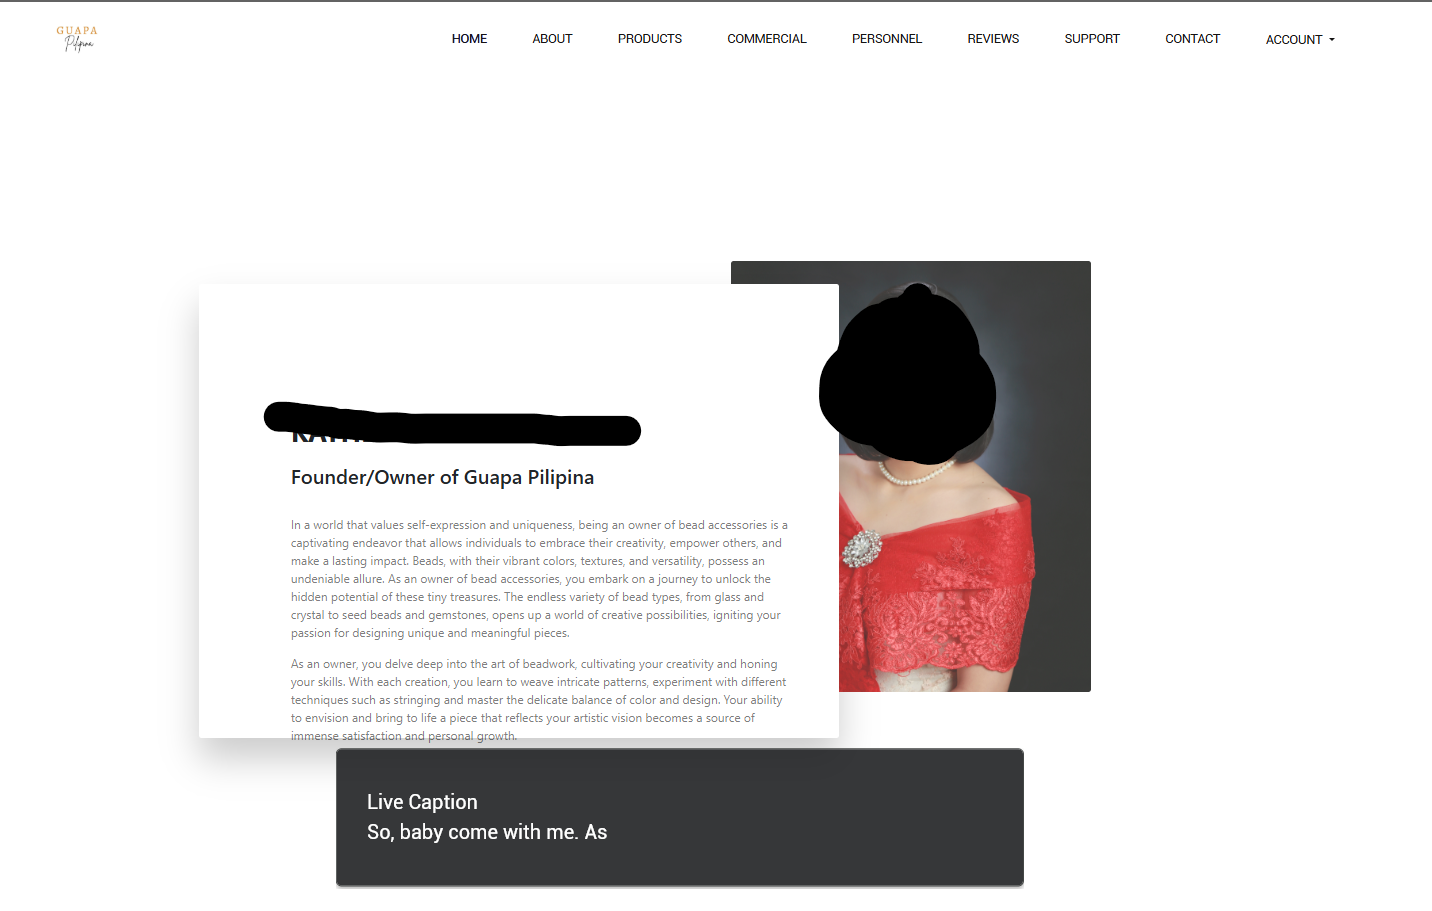 GUAPA
Pilipina
HOME ABOUT PRODUCTS COMMERCIAL PERSONNEL REVIEWS SUPPORT CONTACT ACCOUNT
Founder/Owner of Guapa Pilipina
In a world that values self-expression and uniqueness, being an owner of bead accessories is a
captivating endeavor that allows individuals to embrace their creativity, empower others, and
make a lasting impact. Beads, with their vibrant colors, textures, and versatility, possess an
undeniable allure. As an owner of bead accessories, you embark on a journey to unlock the
hidden potential of these tiny treasures. The endless variety of bead types, from glass and
crystal to seed beads and gemstones, opens up a world of creative possibilities, igniting your
passion for designing unique and meaningful pieces.
As an owner, you delve deep into the art of beadwork, cultivating your creativity and honing
your skills. With each creation, you learn to weave intricate patterns, experiment with different
techniques such as stringing and master the delicate balance of color and design. Your ability
to envision and bring to life a piece that reflects your artistic vision becomes a source of
immense satisfaction and personal growth.
Live Caption
So, baby come with me. As